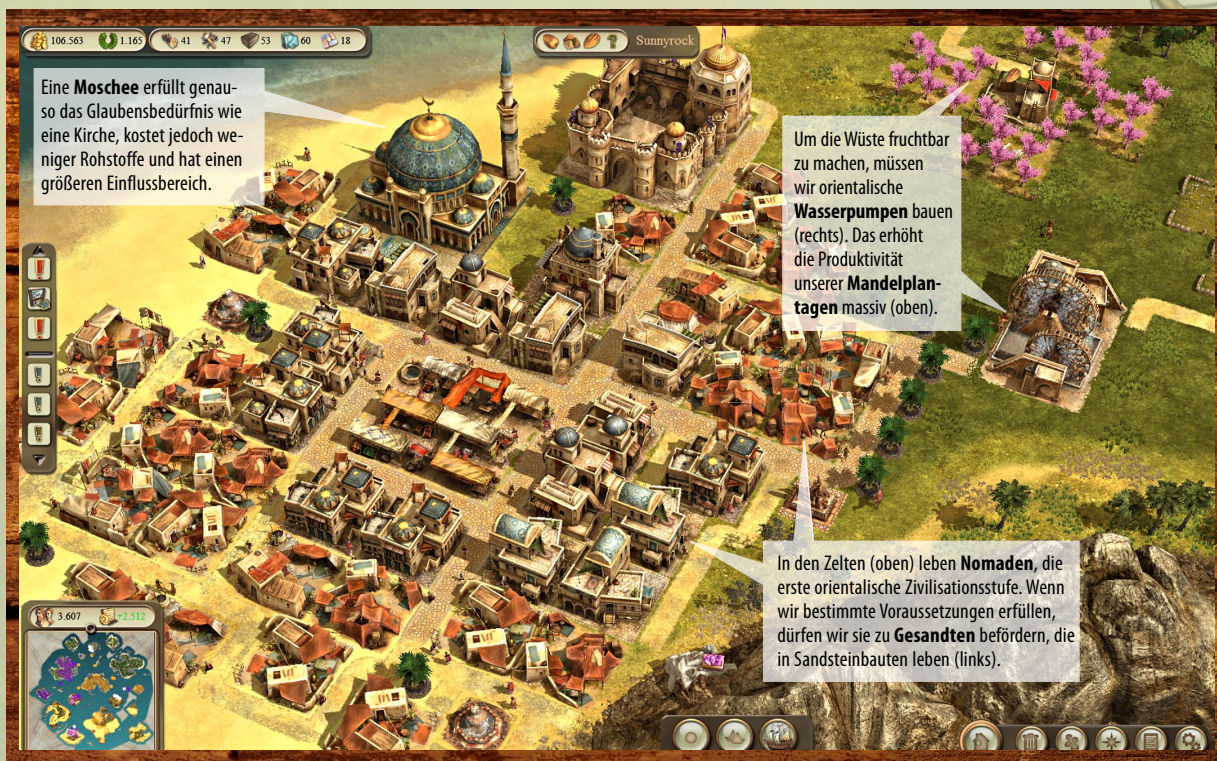 106.563 1.165 41 47 53 60 18
Sunnyrock
Eine Moschee erfüllt genau-
so das Glaubensbedürfnis wie
eine Kirche, kostet jedoch we-
niger Rohstoffe und hat einen
größeren Einflussbereich.
Um die Wüste fruchtbar
zu machen, müssen
wir orientalische
Wasserpumpen bauen
(rechts). Das erhöht
die Produktivität
unserer Mandelplan-
tagen massiv (oben).
In den Zelten (oben) leben Nomaden, die
erste orientalische Zivilisationsstufe. Wenn
wir bestimmte Voraussetzungen erfüllen,
dürfen wir sie zu Gesandten befördern, die
in Sandsteinbauten leben (links).
3.607 +2.512